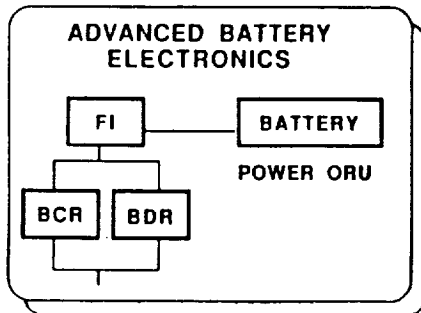 ADVANCED BATTERY
ELECTRONICS
FI
BATTERY
POWER ORU
BCR
BDR